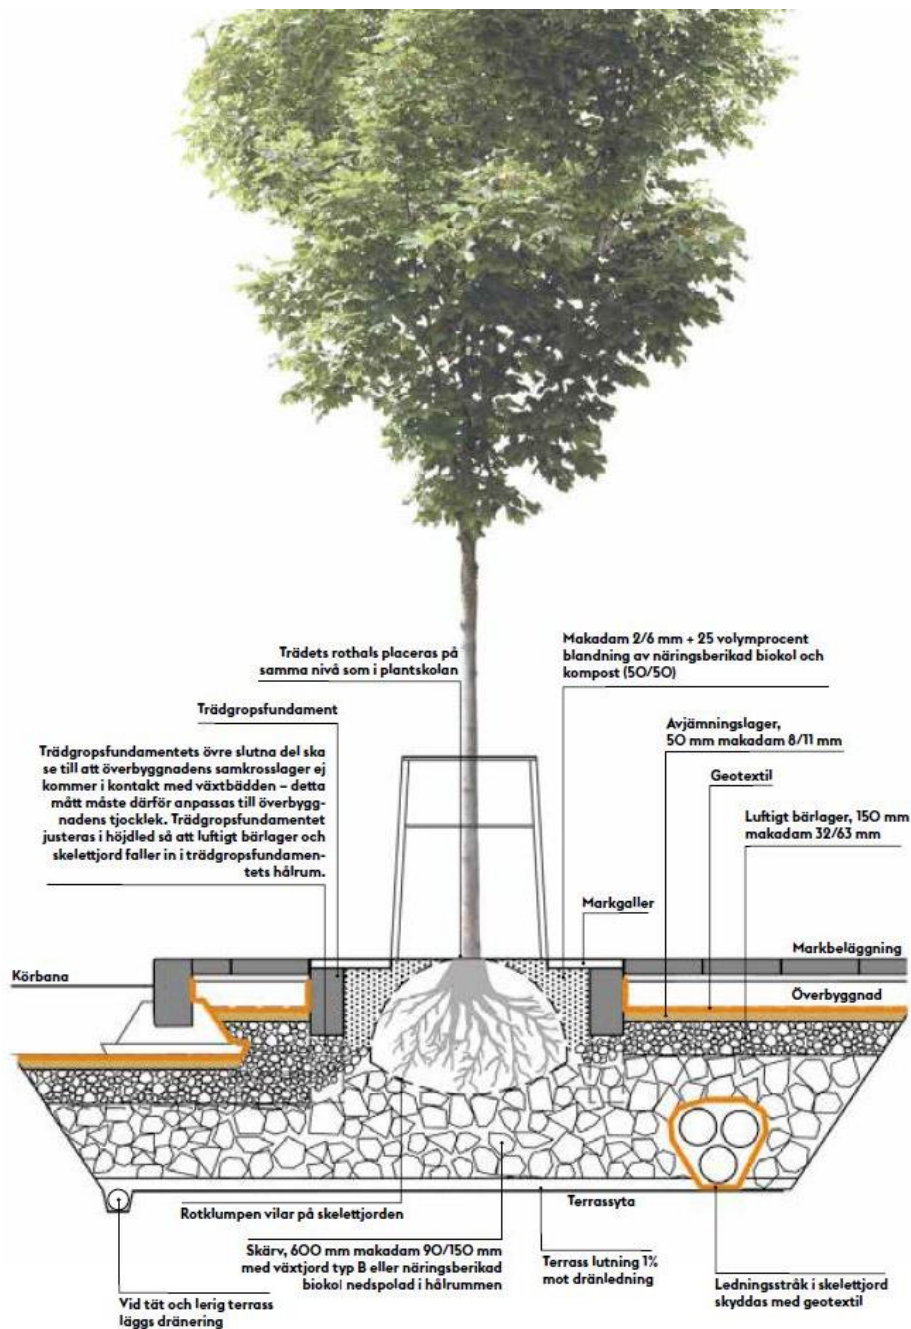 Trädets rothals placeras på
samma nivå som i plantskolan
Makadam 2/6 mm + 25 volymprocent
blandning av näringsberikad biokol och
kompost (50/50)
Trädgropsfundament
Avjämningslager,
50 mm makadam 8/11 mm
Trädgropsfundamentets övre slutna del ska
se till att överbyggnadens samkrosslager ej
kommer i kontakt med växtbädden – detta
mått måste därför anpassas till överbygg-
nadens tjocklek. Trädgropsfundamentet
justeras i höjdled så att luftigt bärlager och
skelettjord faller in i trädgropsfundamen-
tets hålrum.
Geotextil
Luftigt bärlager, 150 mm
makadam 32/63 mm
Markgaller
Markbeläggning
Körbana
Överbyggnad
Terrassyta
Rotklumpen vilar på skelettjorden
Skärv, 600 mm makadam 90/150 mm
med växtjord typ B eller näringsberikad
biokol nedspolad i hålrummen
Terrass lutning 1%
mot dränledning
Ledningsstråk i skelettjord
skyddas med geotextil
Vid tät och lerig terrass
läggs dränering